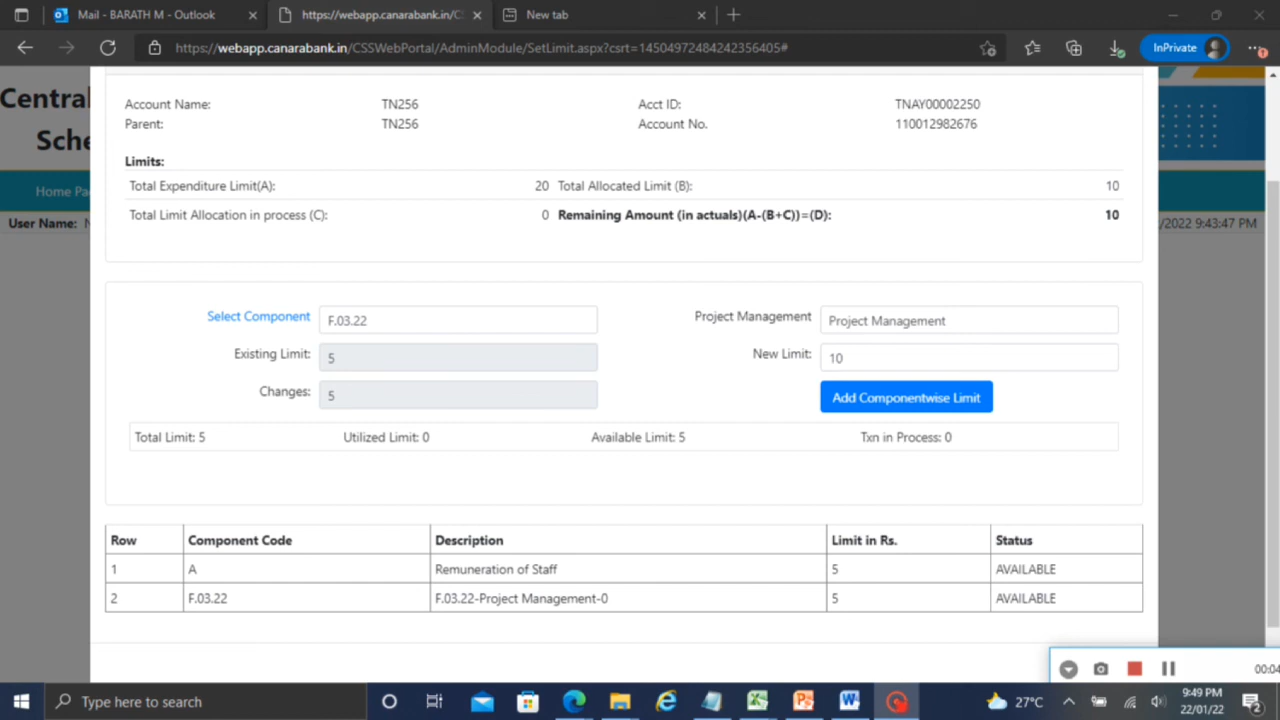 Mail - BARATH M - Outlook
https://webapp.canarabank.in/CS
New tab
https://webapp.canarabank.in/CSSWebPortal/AdminModule/SetLimit.aspx?csrt=14504972484242356405#
InPrivate
Central
Sche
Home Pa
User Name: N
/2022 9:43:47 PM
Account Name: TN256 Acct ID: TNAY00002250
Parent: TN256 Account No. 110012982676
Limits:
Total Expenditure Limit(A): 20 Total Allocated Limit (B): 10
Total Limit Allocation in process (C): 0 Remaining Amount (in actuals)(A-(B+C))=(D): 10
Select Component F.03.22 Project Management Project Management
Existing Limit: 5 New Limit: 10
Changes: 5 Add Componentwise Limit
Total Limit: 5 Utilized Limit: 0 Available Limit: 5 Txn in Process: 0
Row Component Code Description Limit in Rs. Status
1 A Remuneration of Staff 5 AVAILABLE
2 F.03.22 F.03.22-Project Management-0 5 AVAILABLE
00:04
Type here to search
27°C
9:49 PM
22/01/22
2